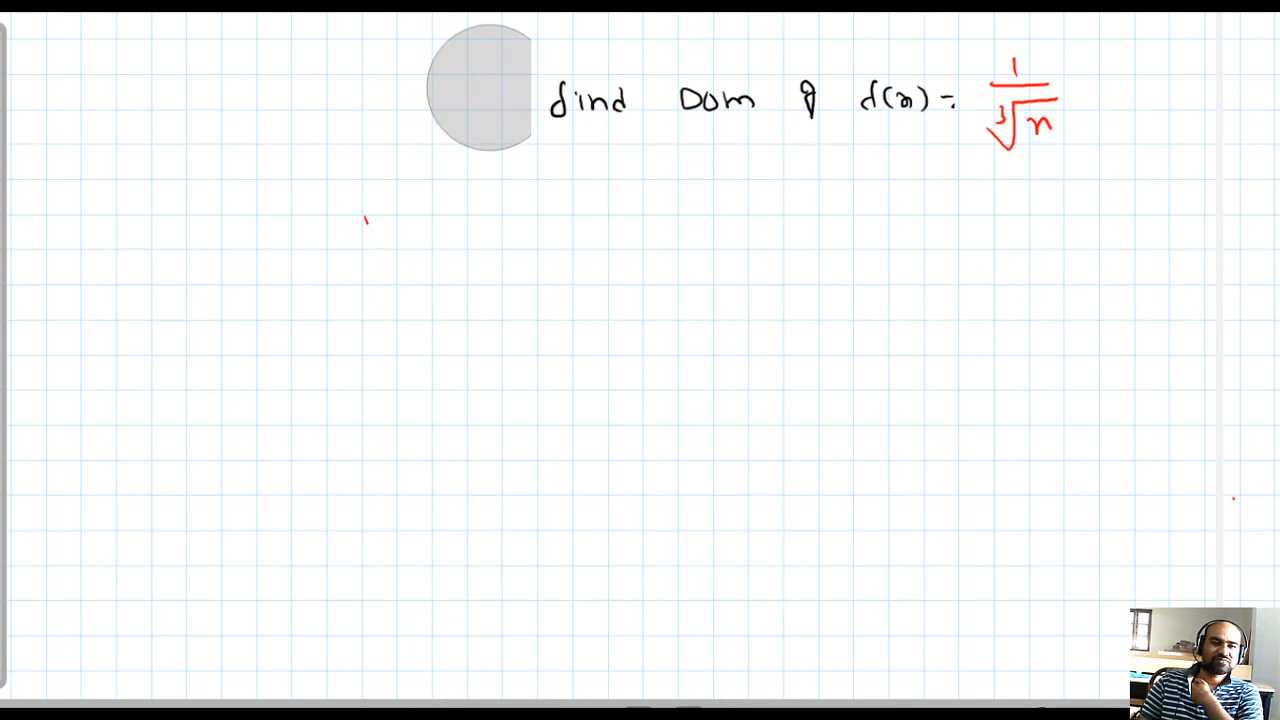 find Dom of f(x) = 1/∛x